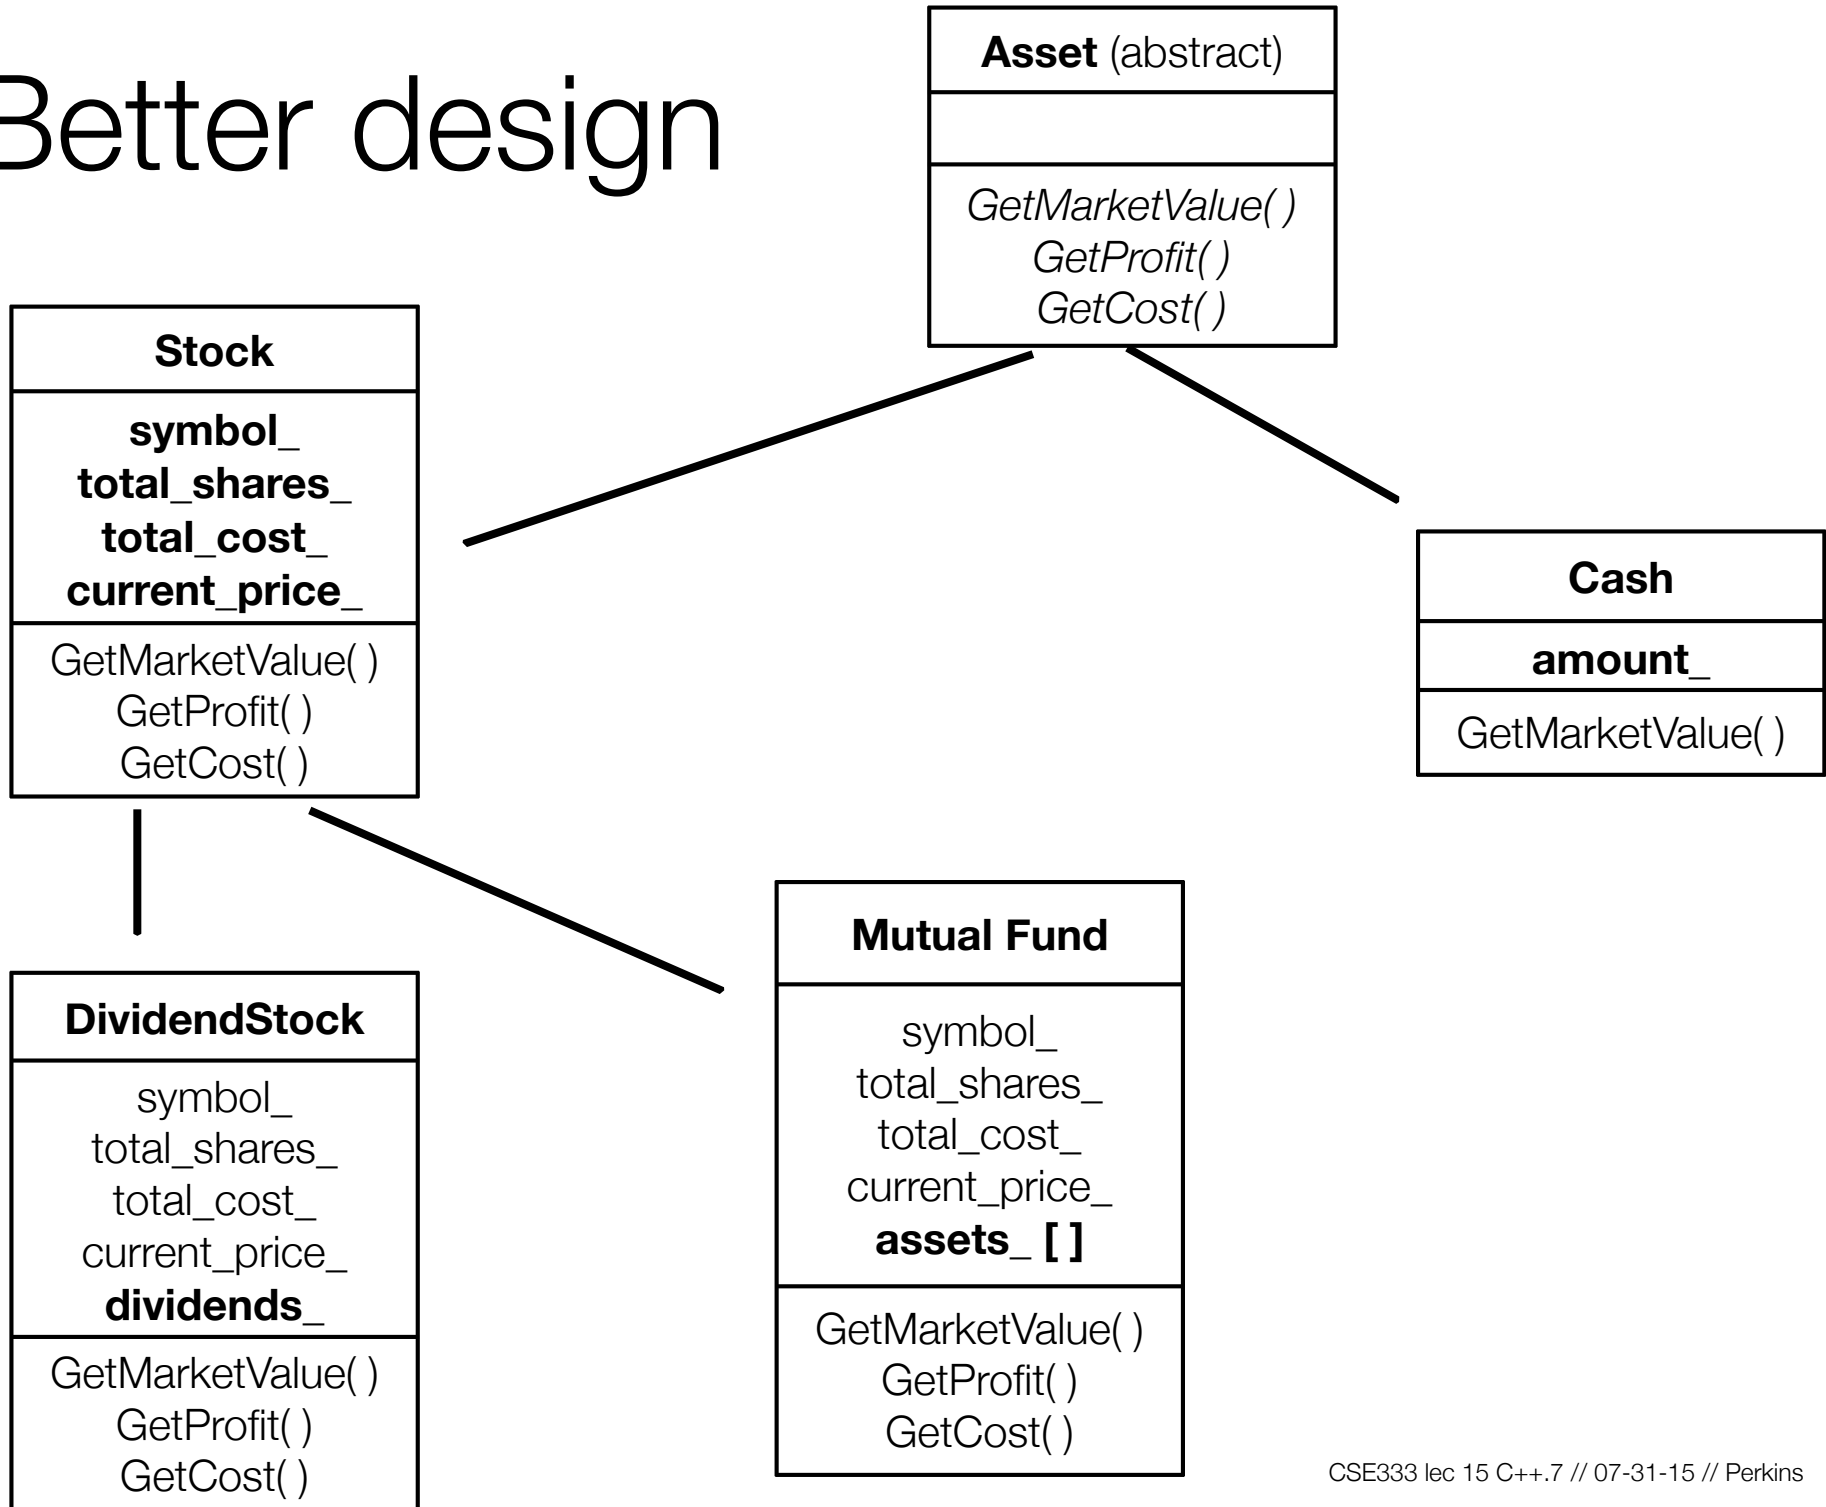 Better design
Asset (abstract)
GetMarketValue( )
GetProfit( )
GetCost( )
Stock
symbol_
total_shares_
total_cost_
current_price_
GetMarketValue( )
GetProfit( )
GetCost( )
Cash
amount_
GetMarketValue( )
DividendStock
symbol_
total_shares_
total_cost_
current_price_
dividends_
GetMarketValue( )
GetProfit( )
GetCost( )
Mutual Fund
symbol_
total_shares_
total_cost_
current_price_
assets_ [ ]
GetMarketValue( )
GetProfit( )
GetCost( )
CSE333 lec 15 C++.7 // 07-31-15 // Perkins